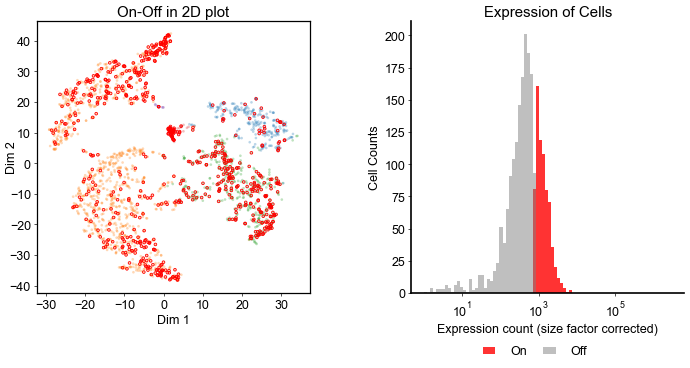 On-Off in 2D plot
Expression of Cells
40
30
20
10
0
−10
−20
−30
−40
Dim 2
−30 −20 −10 0 10 20 30
Dim 1
200
175
150
125
100
75
50
25
0
Cell Counts
10^1 10^3 10^5
Expression count (size factor corrected)
On Off